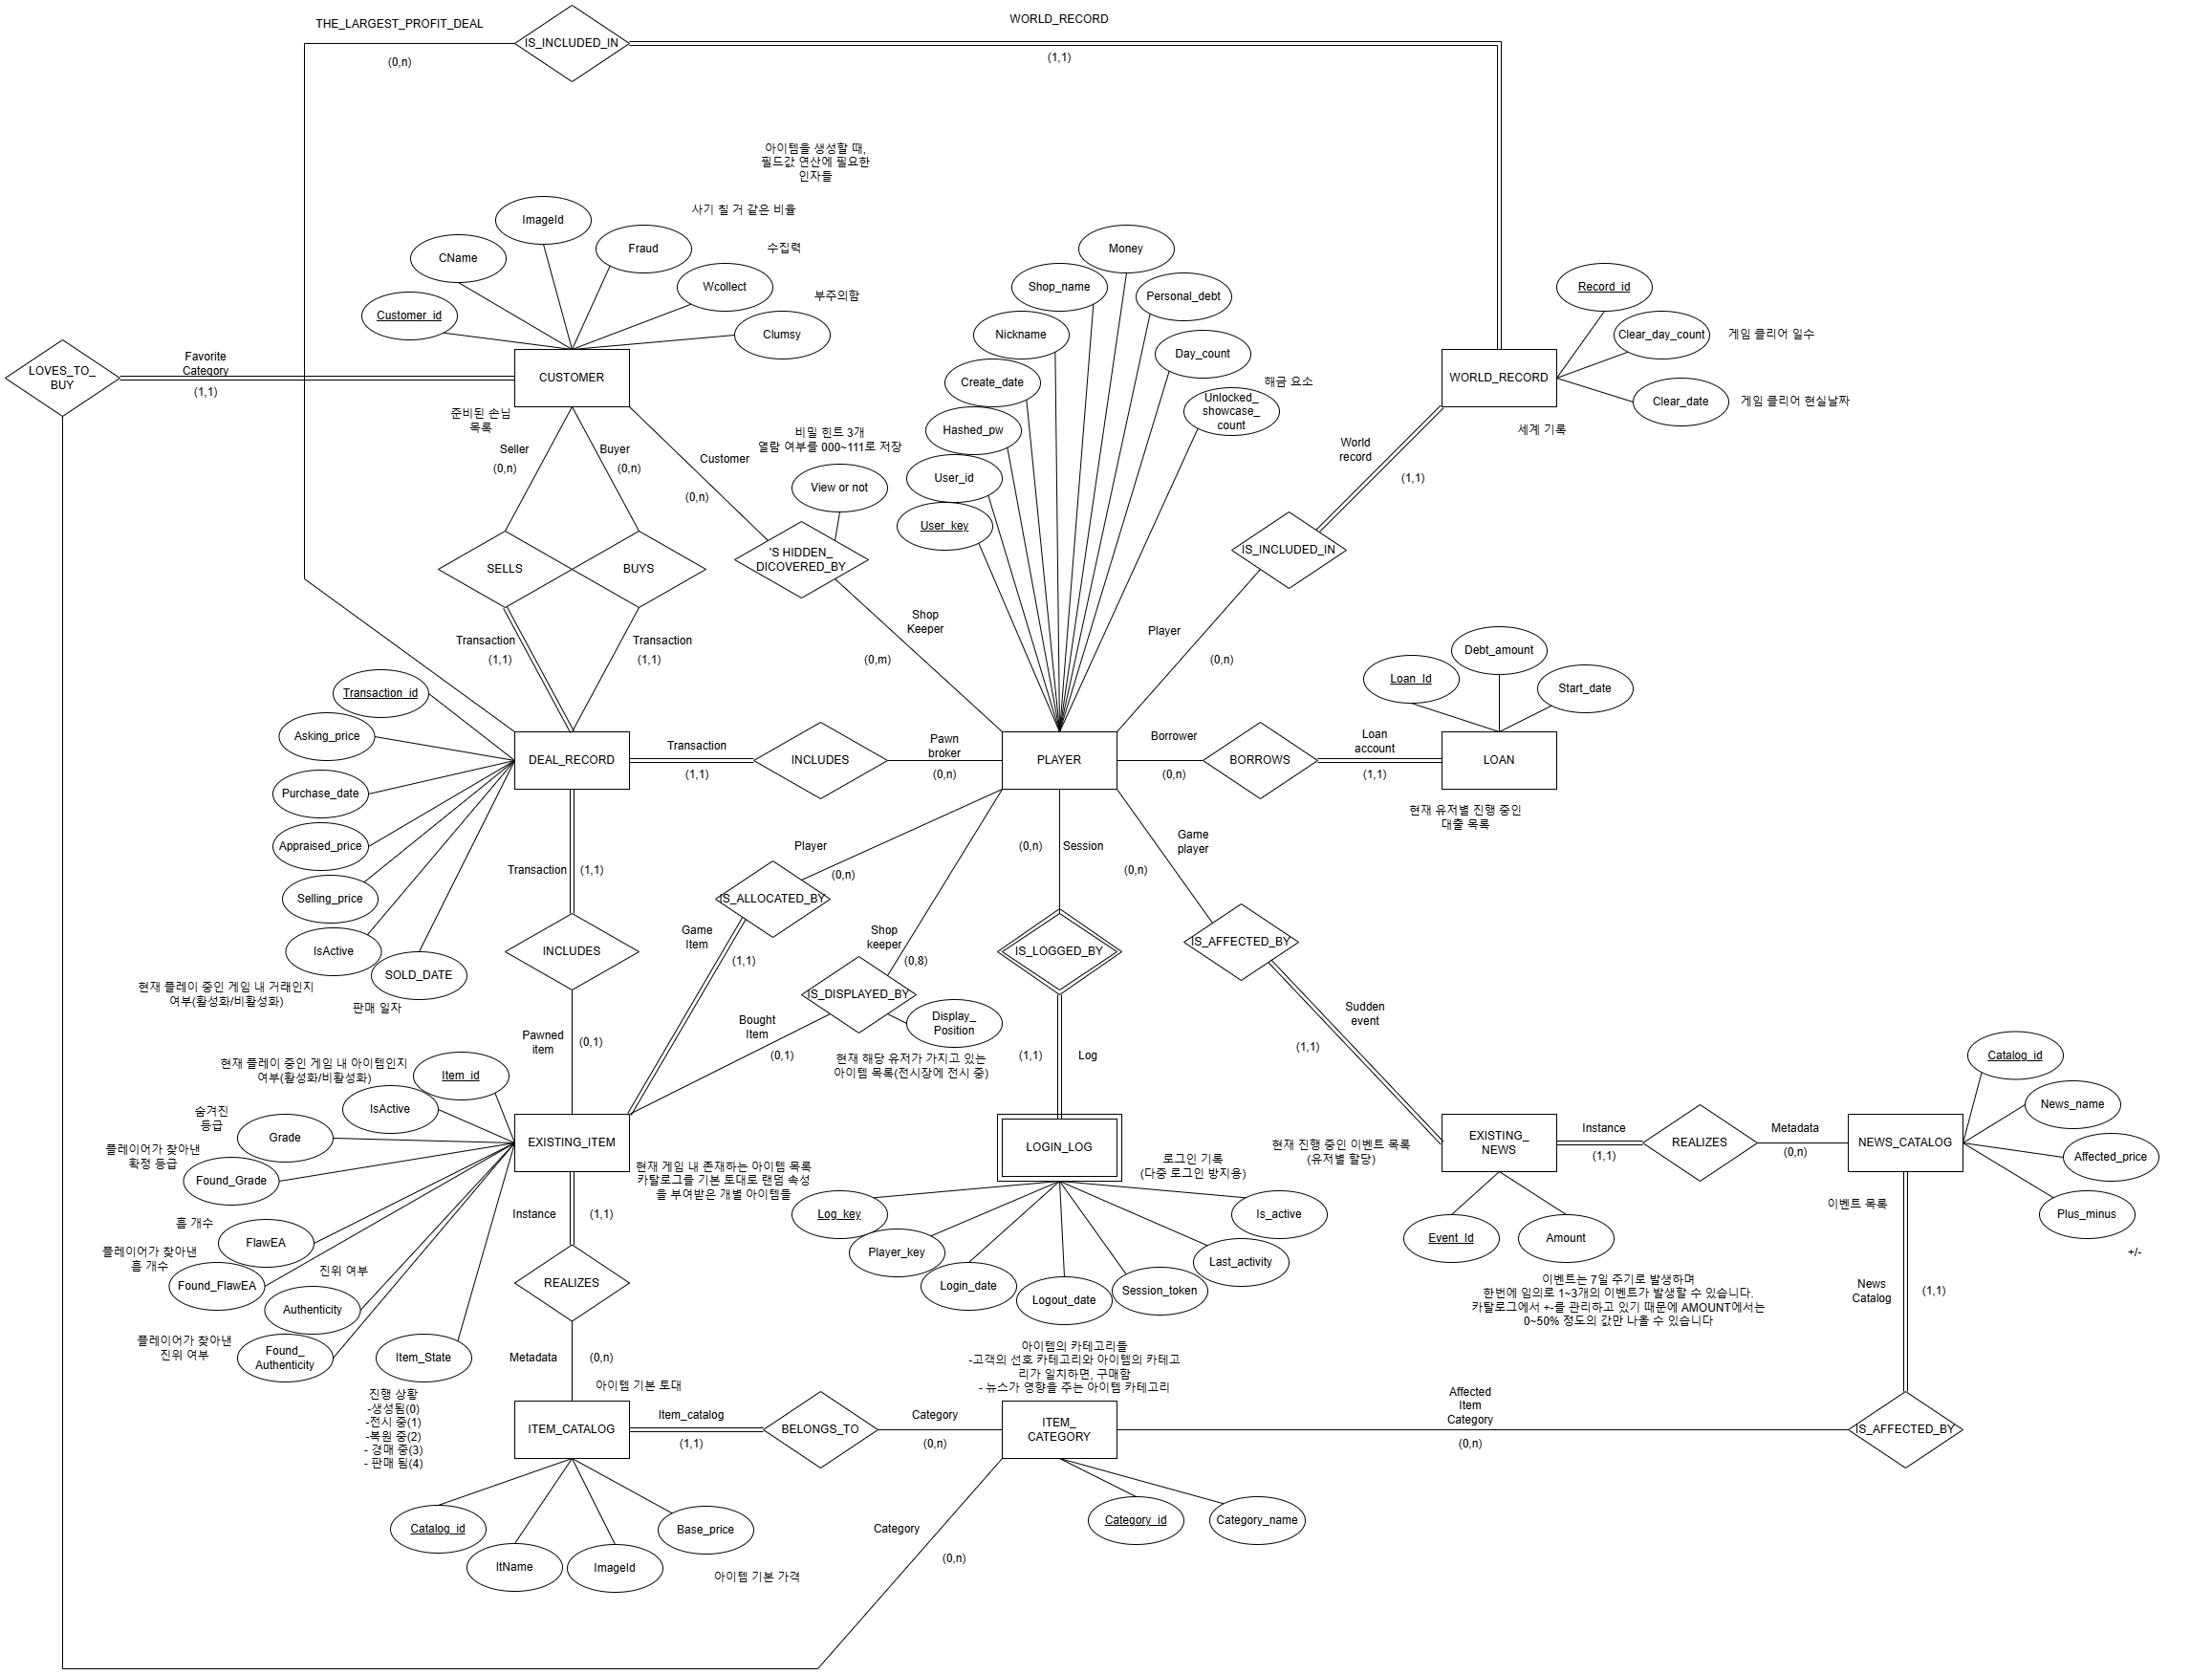 THE_LARGEST_PROFIT_DEAL
(0,n)
IS_INCLUDED_IN
WORLD_RECORD
(1,1)
아이템을 생성할 때,
필드값 연산에 필요한
인자들
사기 칠 거 같은 비율
수집력
부주의함
ImageId
CName
Fraud
Wcollect
Customer_id
Clumsy
LOVES_TO_
BUY
Favorite
Category
(1,1)
CUSTOMER
준비된 손님
목록
Seller
(0,n)
Buyer
(0,n)
Customer
(0,n)
비밀 힌트 3개
열람 여부를 000~111로 저장
View or not
'S HIDDEN_
DICOVERED_BY
Shop
Keeper
(0,m)
SELLS
BUYS
Transaction
(1,1)
Transaction
(1,1)
Money
Shop_name
Personal_debt
Nickname
Day_count
Create_date
해금 요소
Unlocked_
showcase_
count
Hashed_pw
User_id
User_key
Record_id
Clear_day_count
게임 클리어 일수
WORLD_RECORD
Clear_date
게임 클리어 현실날짜
세계 기록
World
record
(1,1)
IS_INCLUDED_IN
Player
(0,n)
Transaction_id
Asking_price
Purchase_date
Appraised_price
Selling_price
IsActive
SOLD_DATE
현재 플레이 중인 게임 내 거래인지
여부(활성화/비활성화)
판매 일자
DEAL_RECORD
Transaction
(1,1)
INCLUDES
Pawn
broker
(0,n)
PLAYER
Borrower
(0,n)
BORROWS
Loan
account
(1,1)
LOAN
Loan_Id
Debt_amount
Start_date
현재 유저별 진행 중인
대출 목록
Transaction
(1,1)
INCLUDES
Pawned
item
(0,1)
Player
(0,n)
IS_ALLOCATED_BY
Game
Item
(1,1)
Shop
keeper
(0,8)
IS_DISPLAYED_BY
Display_
Position
Bought
Item
(0,1)
현재 해당 유저가 가지고 있는
아이템 목록(전시장에 전시 중)
(0,n)
Session
IS_LOGGED_BY
(1,1)
Log
Game
player
(0,n)
IS_AFFECTED_BY
Sudden
event
(1,1)
현재 플레이 중인 게임 내 아이템인지
여부(활성화/비활성화)
Item_id
IsActive
숨겨진
등급
Grade
플레이어가 찾아낸
확정 등급
Found_Grade
흠 개수
FlawEA
플레이어가 찾아낸
흠 개수
Found_FlawEA
진위 여부
Authenticity
플레이어가 찾아낸
진위 여부
Found_
Authenticity
Item_State
진행 상황
-생성됨(0)
-전시 중(1)
-복원 중(2)
- 경매 중(3)
- 판매 됨(4)
EXISTING_ITEM
현재 게임 내 존재하는 아이템 목록
카탈로그를 기본 토대로 랜덤 속성
을 부여받은 개별 아이템들
Instance
(1,1)
REALIZES
Metadata
(0,n)
아이템 기본 토대
LOGIN_LOG
로그인 기록
(다중 로그인 방지용)
Log_key
Player_key
Login_date
Logout_date
Session_token
Last_activity
Is_active
현재 진행 중인 이벤트 목록
(유저별 할당)
EXISTING_
NEWS
Event_Id
Amount
이벤트는 7일 주기로 발생하며
한번에 임의로 1~3개의 이벤트가 발생할 수 있습니다.
카탈로그에서 +-를 관리하고 있기 때문에 AMOUNT에서는
0~50% 정도의 값만 나올 수 있습니다
Instance
(1,1)
REALIZES
Metadata
(0,n)
NEWS_CATALOG
이벤트 목록
Catalog_id
News_name
Affected_price
Plus_minus
+/-
News
Catalog
(1,1)
IS_AFFECTED_BY
ITEM_CATALOG
Item_catalog
(1,1)
BELONGS_TO
Category
(0,n)
아이템의 카테고리들
-고객의 선호 카테고리와 아이템의 카테고
리가 일치하면, 구매함
- 뉴스가 영향을 주는 아이템 카테고리
ITEM_
CATEGORY
Affected
Item
Category
(0,n)
Catalog_id
ItName
ImageId
Base_price
아이템 기본 가격
Category
(0,n)
Category_id
Category_name